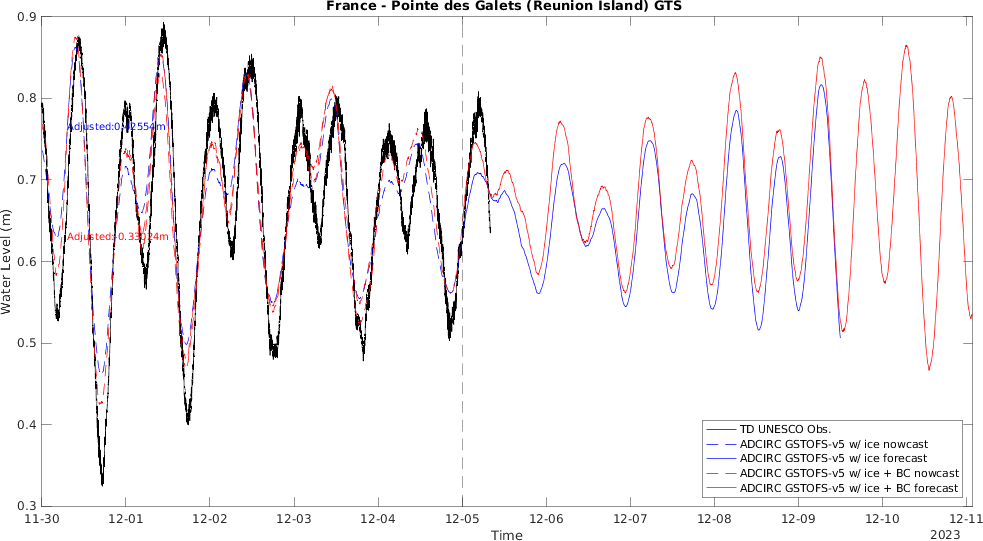 France - Pointe des Galets (Reunion Island) GTS
0.9
0.8
0.7
0.6
0.5
0.4
0.3
Water Level (m)
Adjusted:
Adjusted:
TD UNESCO Obs.
ADCIRC GSTOFS-v5 w/ ice nowcast
ADCIRC GSTOFS-v5 w/ ice forecast
ADCIRC GSTOFS-v5 w/ ice + BC nowcast
ADCIRC GSTOFS-v5 w/ ice + BC forecast
11-30 12-01 12-02 12-03 12-04 12-05 12-06 12-07 12-08 12-09 12-10 12-11
Time
2023